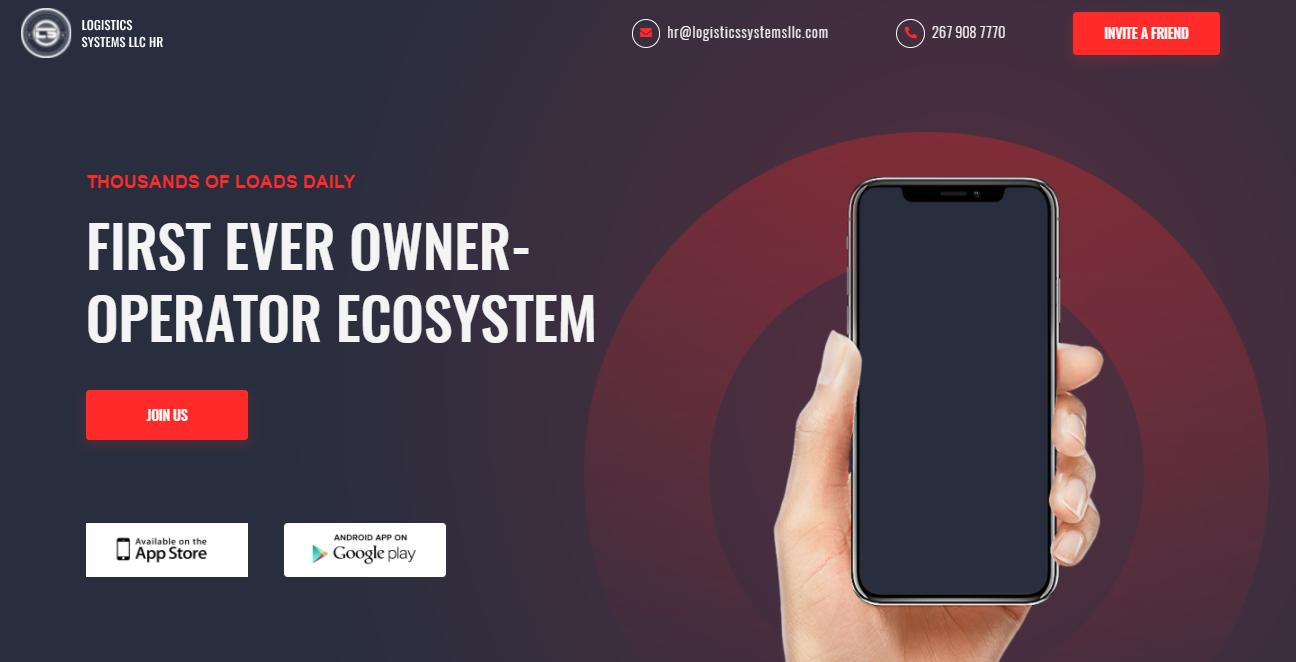 LOGISTICS
SYSTEMS LLC HR
hr@logisticssystemsllc.com
267 908 7770
INVITE A FRIEND
THOUSANDS OF LOADS DAILY
FIRST EVER OWNER-
OPERATOR ECOSYSTEM
JOIN US
Available on the
App Store
ANDROID APP ON
Google play